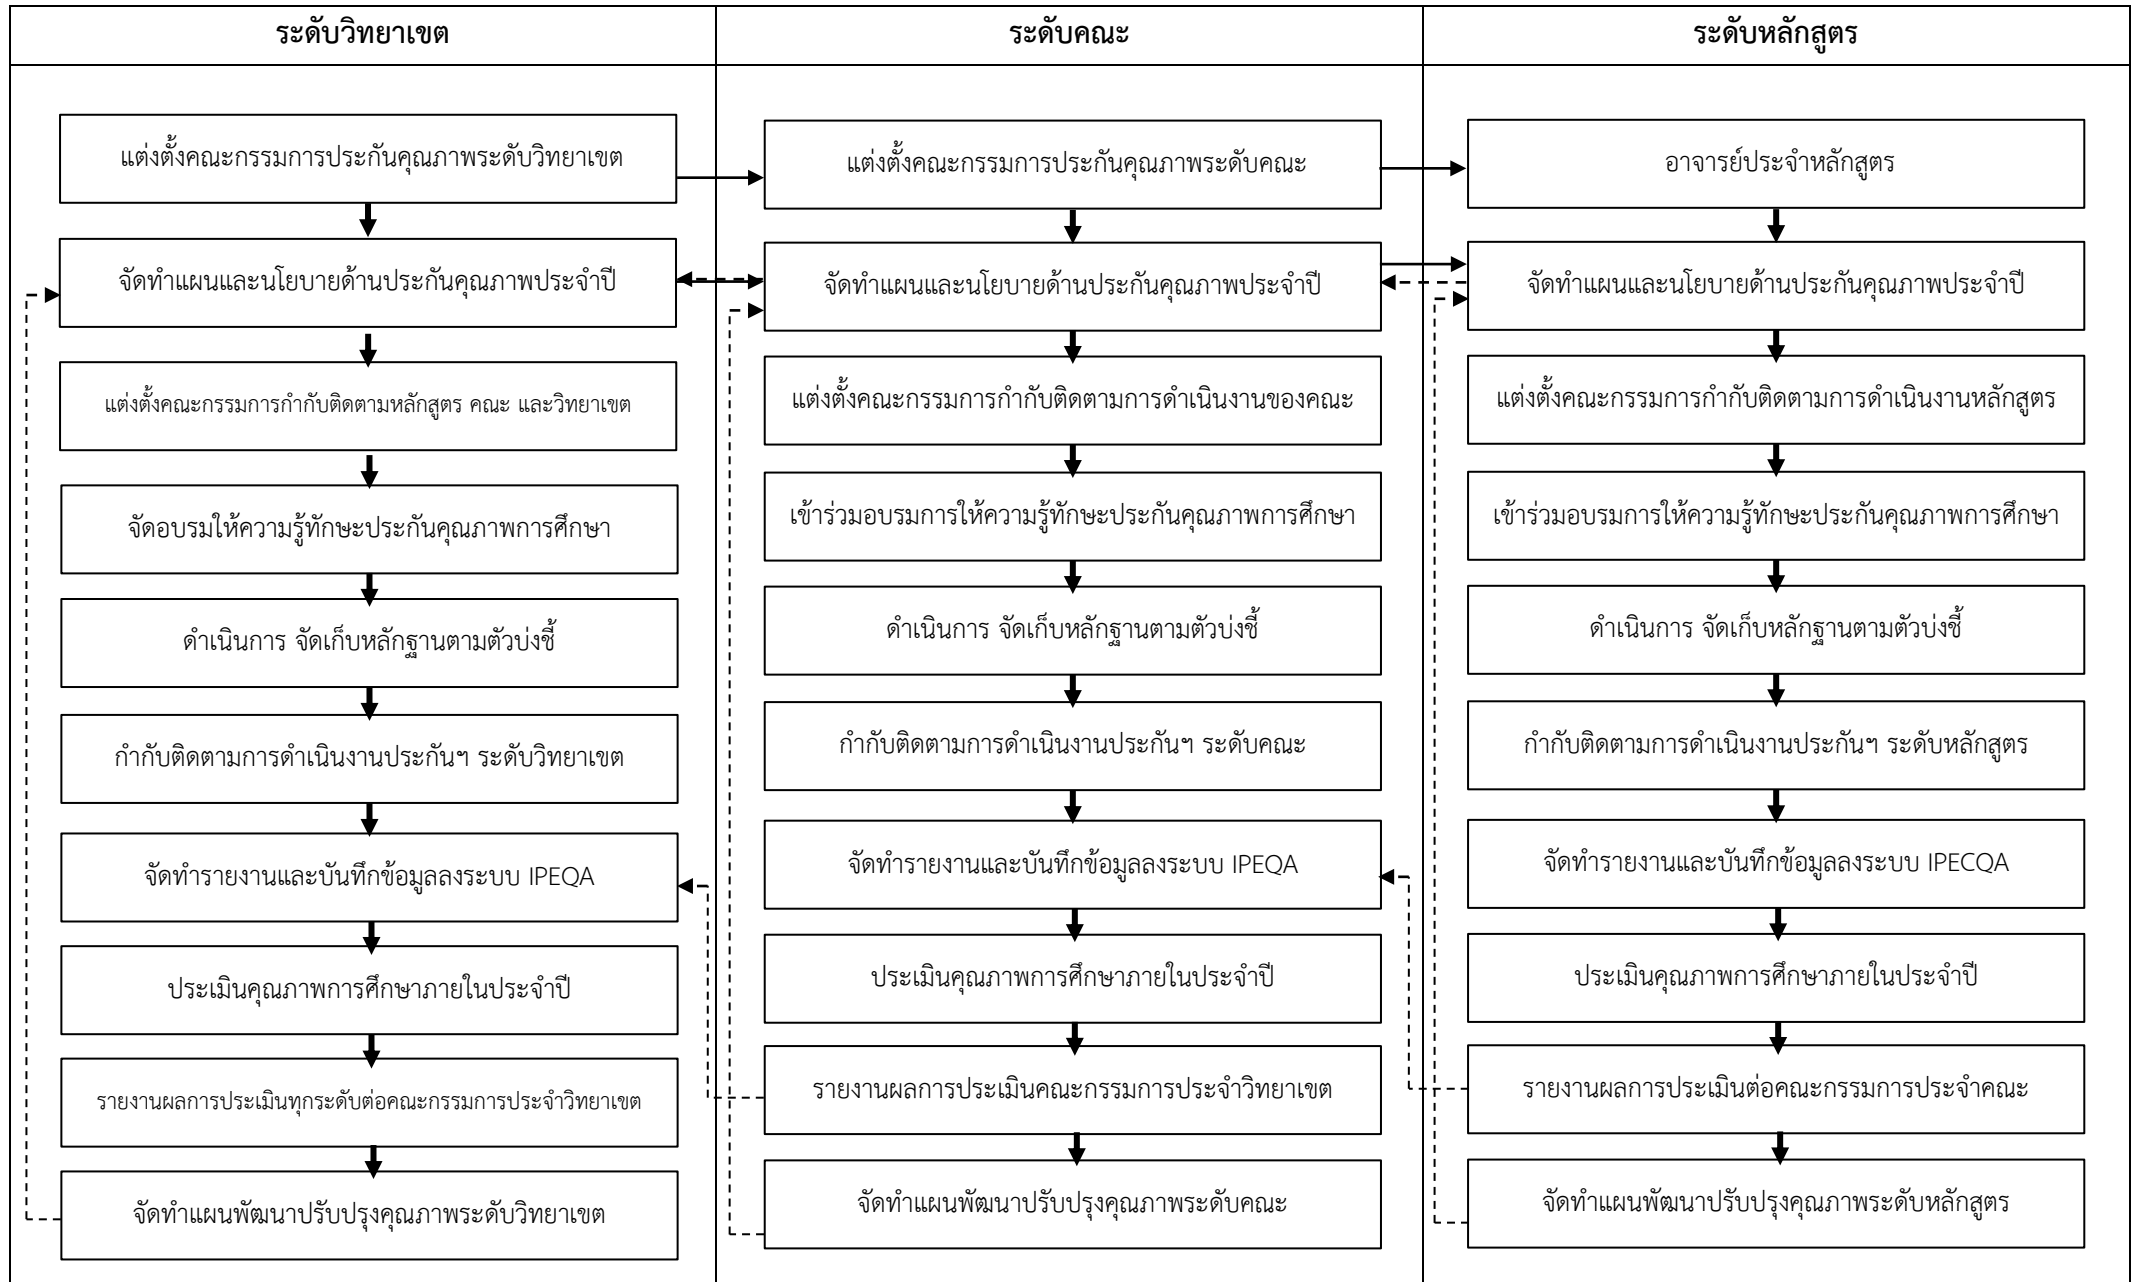 ระดับวิทยาเขต
ระดับคณะ
ระดับหลักสูตร
แต่งตั้งคณะกรรมการประกันคุณภาพระดับวิทยาเขต
จัดทำแผนและนโยบายด้านประกันคุณภาพประจำปี
แต่งตั้งคณะกรรมการกำกับติดตามหลักสูตร คณะ และวิทยาเขต
จัดอบรมให้ความรู้ทักษะประกันคุณภาพการศึกษา
ดำเนินการ จัดเก็บหลักฐานตามตัวบ่งชี้
กำกับติดตามการดำเนินงานประกันฯ ระดับวิทยาเขต
จัดทำรายงานและบันทึกข้อมูลลงระบบ IPEQA
ประเมินคุณภาพการศึกษาภายในประจำปี
รายงานผลการประเมินทุกระดับต่อคณะกรรมการประจำวิทยาเขต
จัดทำแผนพัฒนาปรับปรุงคุณภาพระดับวิทยาเขต
แต่งตั้งคณะกรรมการประกันคุณภาพระดับคณะ
จัดทำแผนและนโยบายด้านประกันคุณภาพประจำปี
แต่งตั้งคณะกรรมการกำกับติดตามการดำเนินงานของคณะ
เข้าร่วมอบรมการให้ความรู้ทักษะประกันคุณภาพการศึกษา
ดำเนินการ จัดเก็บหลักฐานตามตัวบ่งชี้
กำกับติดตามการดำเนินงานประกันฯ ระดับคณะ
จัดทำรายงานและบันทึกข้อมูลลงระบบ IPEQA
ประเมินคุณภาพการศึกษาภายในประจำปี
รายงานผลการประเมินคณะกรรมการประจำวิทยาเขต
จัดทำแผนพัฒนาปรับปรุงคุณภาพระดับคณะ
อาจารย์ประจำหลักสูตร
จัดทำแผนและนโยบายด้านประกันคุณภาพประจำปี
แต่งตั้งคณะกรรมการกำกับติดตามการดำเนินงานหลักสูตร
เข้าร่วมอบรมการให้ความรู้ทักษะประกันคุณภาพการศึกษา
ดำเนินการ จัดเก็บหลักฐานตามตัวบ่งชี้
กำกับติดตามการดำเนินงานประกันฯ ระดับหลักสูตร
จัดทำรายงานและบันทึกข้อมูลลงระบบ IPECQA
ประเมินคุณภาพการศึกษาภายในประจำปี
รายงานผลการประเมินต่อคณะกรรมการประจำคณะ
จัดทำแผนพัฒนาปรับปรุงคุณภาพระดับหลักสูตร